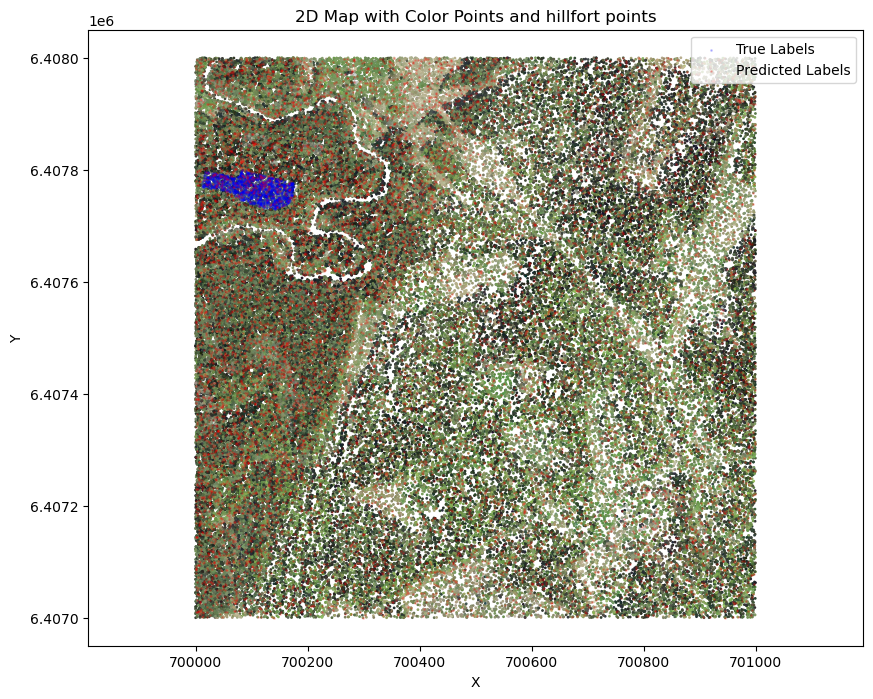 2D Map with Color Points and hillfort points
1e6
True Labels
Predicted Labels
6.4080
6.4078
6.4076
6.4074
6.4072
6.4070
Y
700000 700200 700400 700600 700800 701000
X